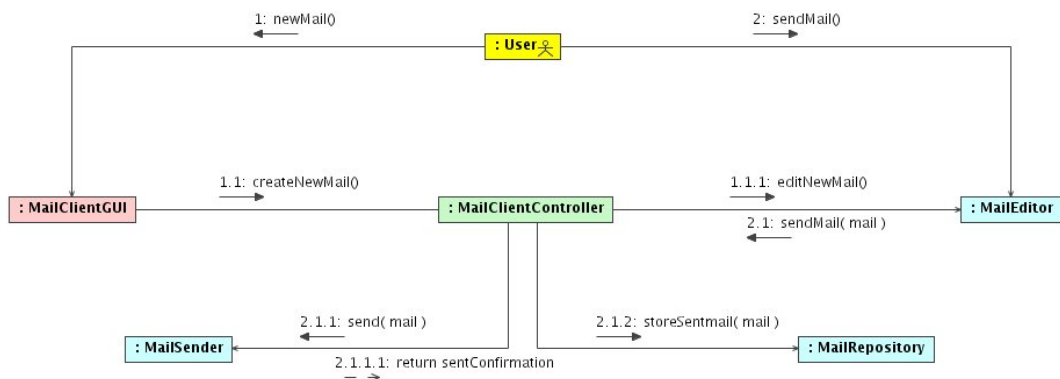 1: newMail()
2: sendMail()
: User
1.1: createNewMail()
1.1.1: editNewMail()
: MailClientGUI
: MailClientController
: MailEditor
2.1: sendMail( mail )
2.1.1: send( mail )
2.1.2: storeSentmail( mail )
: MailSender
: MailRepository
2.1.1.1: return sentConfirmation